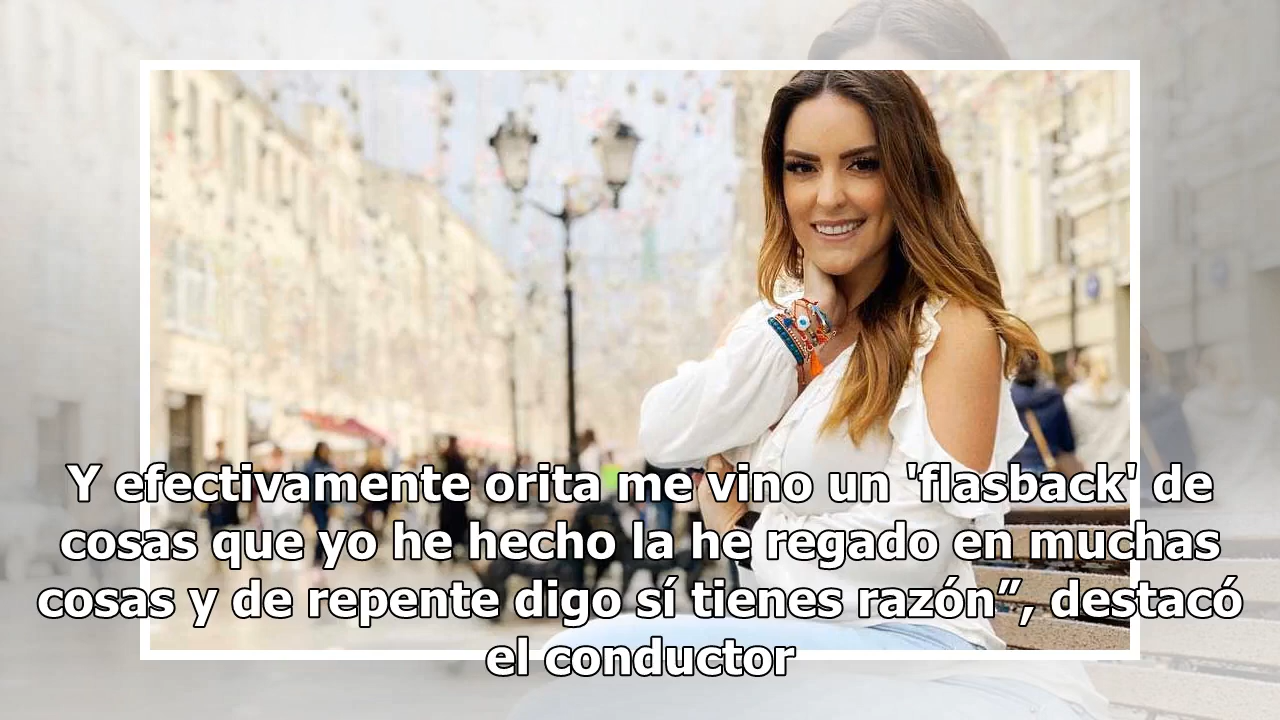 Y efectivamente orita me vino un 'flasback' de
cosas que yo he hecho la he regado en muchas
cosas y de repente digo sí tienes razón”, destacó
el conductor